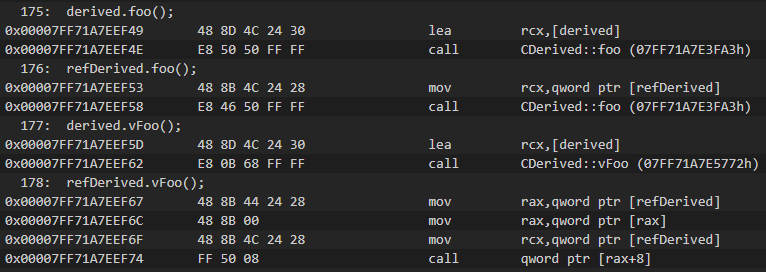 175: derived.foo();
0x00007FF71A7EEF49 48 8D 4C 24 30 lea rcx,[derived]
0x00007FF71A7EEF4E E8 50 50 FF FF call CDerived::foo (07FF71A7E3FA3h)
176: refDerived.foo();
0x00007FF71A7EEF53 48 8B 4C 24 28 mov rcx,qword ptr [refDerived]
0x00007FF71A7EEF58 E8 46 50 FF FF call CDerived::foo (07FF71A7E3FA3h)
177: derived.vFoo();
0x00007FF71A7EEF5D 48 8D 4C 24 30 lea rcx,[derived]
0x00007FF71A7EEF62 E8 0B 68 FF FF call CDerived::vFoo (07FF71A7E5772h)
178: refDerived.vFoo();
0x00007FF71A7EEF67 48 8B 44 24 28 mov rax,qword ptr [refDerived]
0x00007FF71A7EEF6C 48 8B 00 mov rax,qword ptr [rax]
0x00007FF71A7EEF6F 48 8B 4C 24 28 mov rcx,qword ptr [refDerived]
0x00007FF71A7EEF74 FF 50 08 call qword ptr [rax+8]